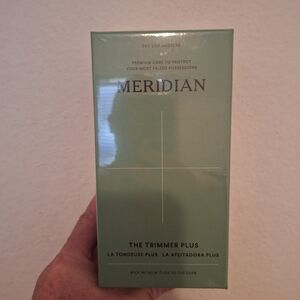 PREMIUM CARE TO PROTECT
YOUR MOST PRIZED POSSESSIONS
MERIDIAN
THE TRIMMER PLUS
LA TONDEUSE PLUS LA AFEITADORA PLUS